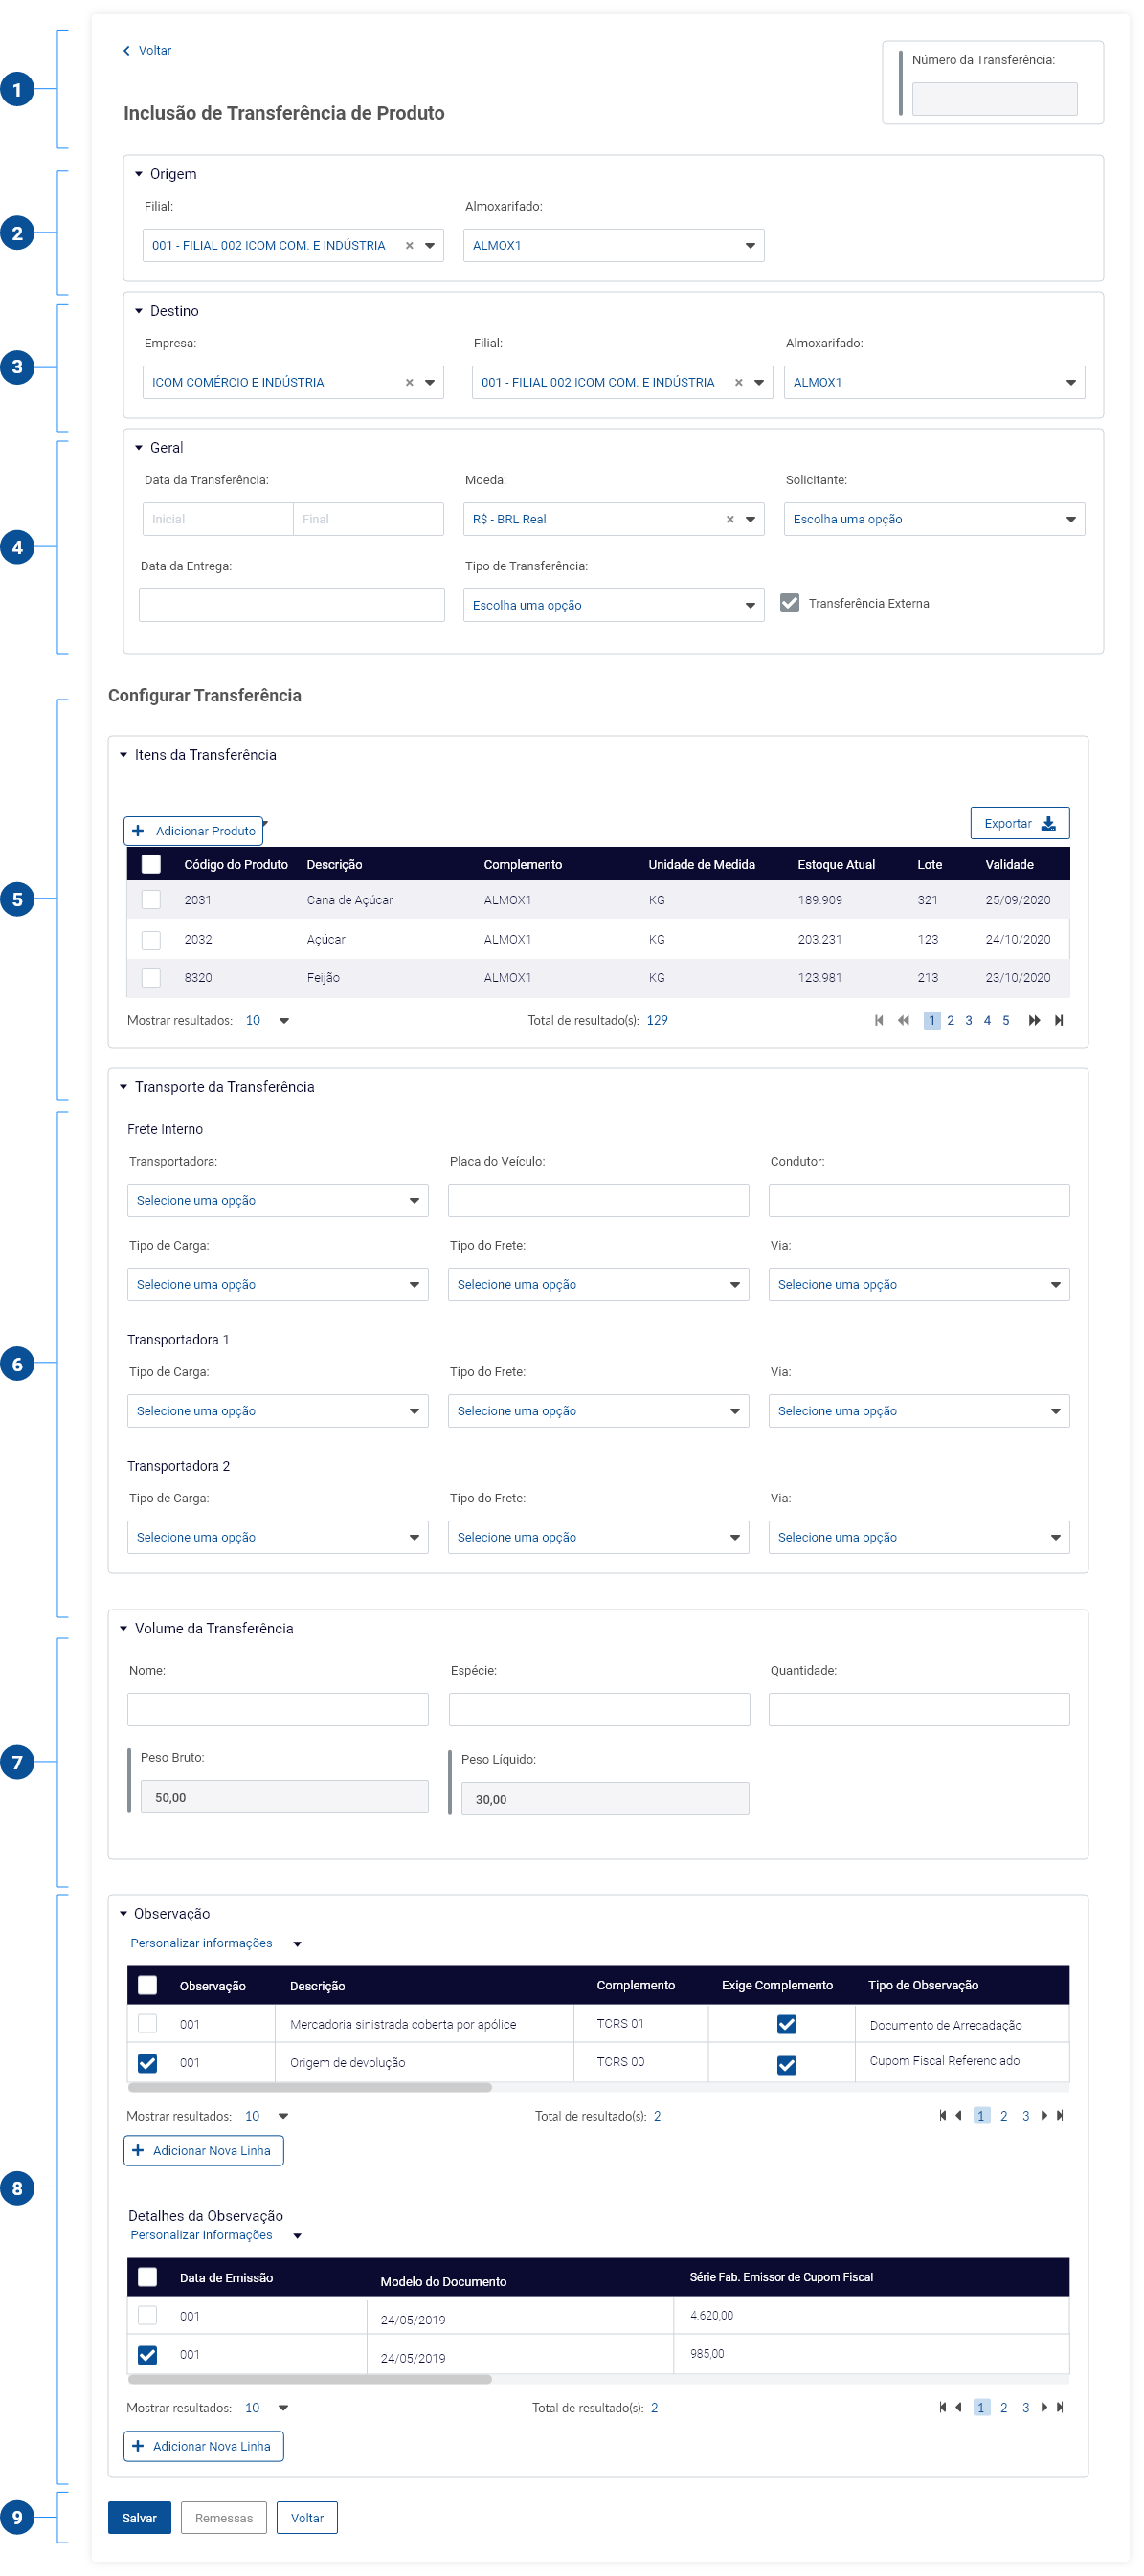 Voltar
Número da Transferência:
1
Inclusão de Transferência de Produto
Origem
Filial: Almoxarifado:
2
001 - FILIAL 002 ICOM COM. E INDÚSTRIA × ALMOX1
Destino
Empresa: Filial: Almoxarifado:
3
ICOM COMÉRCIO E INDÚSTRIA × 001 - FILIAL 002 ICOM COM. E INDÚSTRIA × ALMOX1
Geral
Data da Transferência: Moeda: Solicitante:
Inicial Final R$ - BRL Real × Escolha uma opção
4
Data da Entrega: Tipo de Transferência:
Escolha uma opção Transferência Externa
Configurar Transferência
Itens da Transferência
Adicionar Produto Exportar
Código do Produto Descrição Complemento Unidade de Medida Estoque Atual Lote Validade
5
2031 Cana de Açúcar ALMOX1 KG 189.909 321 25/09/2020
2032 Açúcar ALMOX1 KG 203.231 123 24/10/2020
8320 Feijão ALMOX1 KG 123.981 213 23/10/2020
Mostrar resultados: 10 Total de resultado(s): 129 1 2 3 4 5
Transporte da Transferência
Frete Interno
Transportadora: Placa do Veículo: Condutor:
Selecione uma opção
Tipo de Carga: Tipo do Frete: Via:
Selecione uma opção Selecione uma opção Selecione uma opção
Transportadora 1
6
Tipo de Carga: Tipo do Frete: Via:
Selecione uma opção Selecione uma opção Selecione uma opção
Transportadora 2
Tipo de Carga: Tipo do Frete: Via:
Selecione uma opção Selecione uma opção Selecione uma opção
Volume da Transferência
Nome: Espécie: Quantidade:
7
Peso Bruto: Peso Líquido:
50,00 30,00
Observação
Personalizar informações
Observação Descrição Complemento Exige Complemento Tipo de Observação
001 Mercadoria sinistrada coberta por apólice TCRS 01 Documento de Arrecadação
001 Origem de devolução TCRS 00 Cupom Fiscal Referenciado
Mostrar resultados: 10 Total de resultado(s): 2 1 2 3
Adicionar Nova Linha
8
Detalhes da Observação
Personalizar informações
Data de Emissão Modelo do Documento Série Fab. Emissor de Cupom Fiscal
001 24/05/2019 4.620,00
001 24/05/2019 985,00
Mostrar resultados: 10 Total de resultado(s): 2 1 2 3
Adicionar Nova Linha
9
Salvar Remessas Voltar